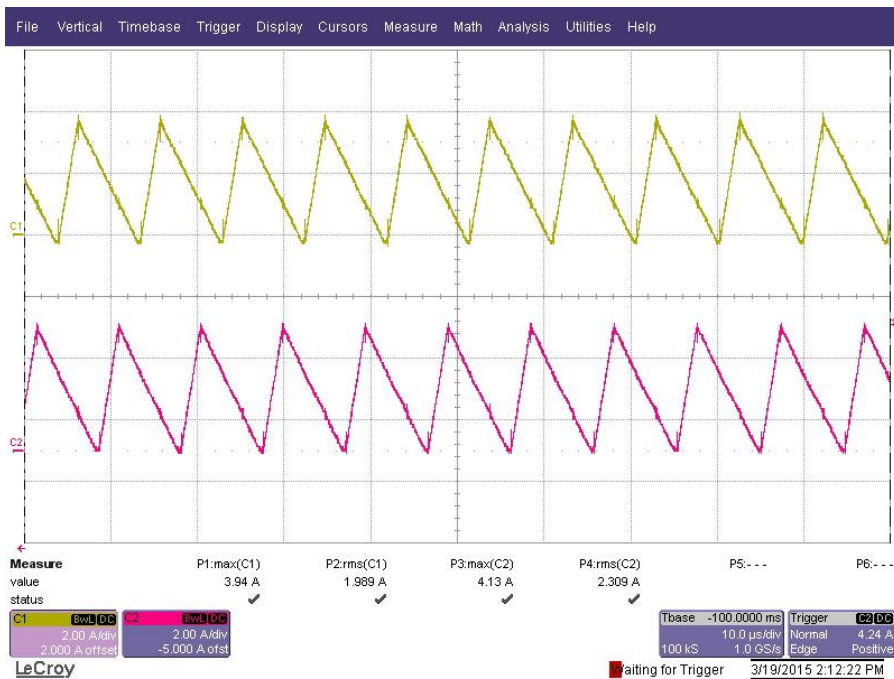 File Vertical Timebase Trigger Display Cursors Measure Math Analysis Utilities Help
C1
C2
Measure P1:max(C1) P2:rms(C1) P3:max(C2) P4:rms(C2) P5:- - - P6:- - -
value 3.94 A 1.989 A 4.13 A 2.309 A
status
C1 BwL DC
2.00 A/div
2.000 A offset
C2 BwL DC
2.00 A/div
-5.000 A ofst
Tbase -100.0000 ms
10.0 µs/div
100 kS 1.0 GS/s
Trigger C2 DC
Normal 4.24 A
Edge Positive
LeCroy
Waiting for Trigger
3/19/2015 2:12:22 PM